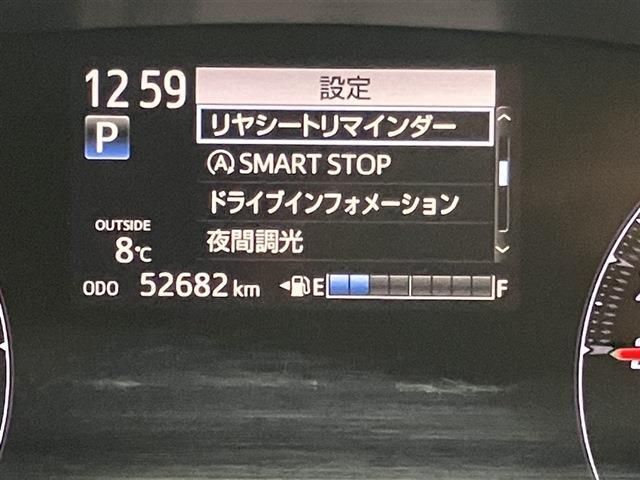 12:59
設定
P
リヤシートリマインダー
A SMART STOP
ドライブインフォメーション
OUTSIDE
8℃
夜間調光
ODO 52682 km
E F